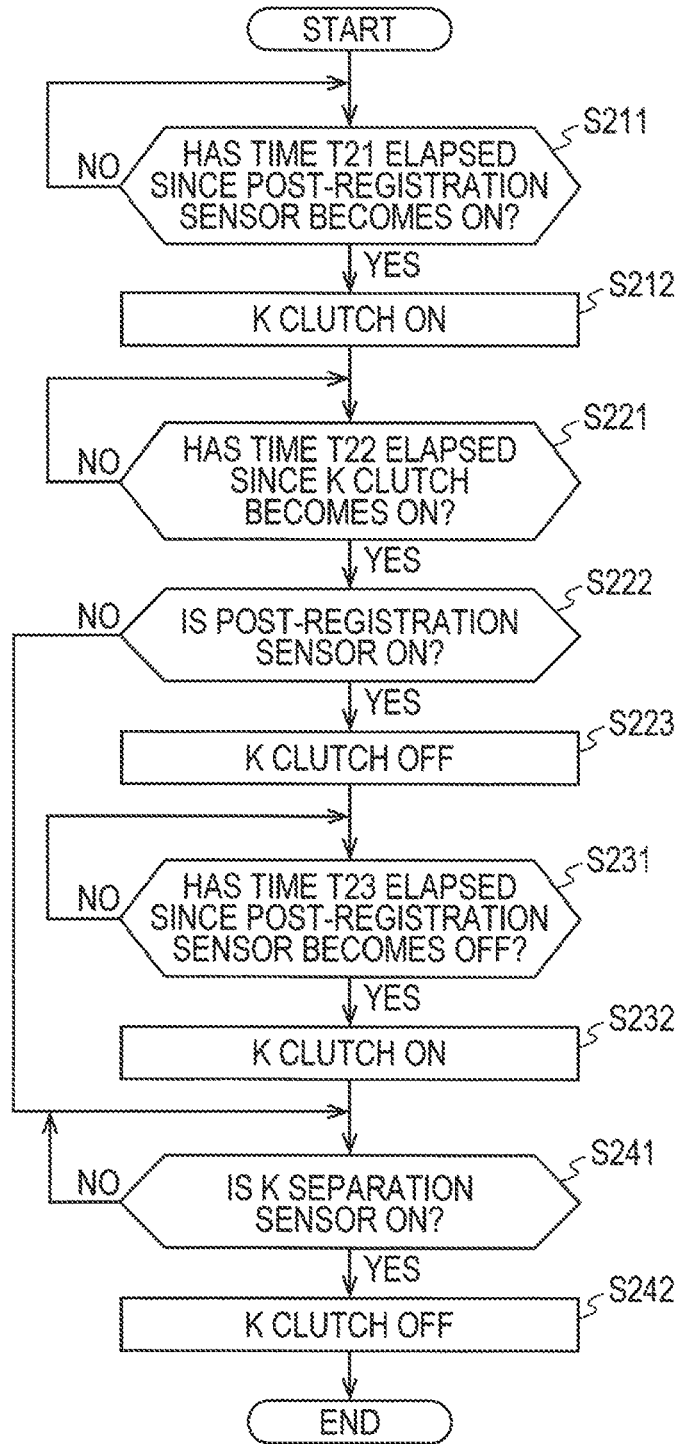 START
S211
NO
HAS TIME T21 ELAPSED
SINCE POST-REGISTRATION
SENSOR BECOMES ON?
YES
S212
K CLUTCH ON
S221
NO
HAS TIME T22 ELAPSED
SINCE K CLUTCH
BECOMES ON?
YES
S222
NO
IS POST-REGISTRATION
SENSOR ON?
YES
S223
K CLUTCH OFF
S231
NO
HAS TIME T23 ELAPSED
SINCE POST-REGISTRATION
SENSOR BECOMES OFF?
YES
S232
K CLUTCH ON
S241
NO
IS K SEPARATION
SENSOR ON?
YES
S242
K CLUTCH OFF
END